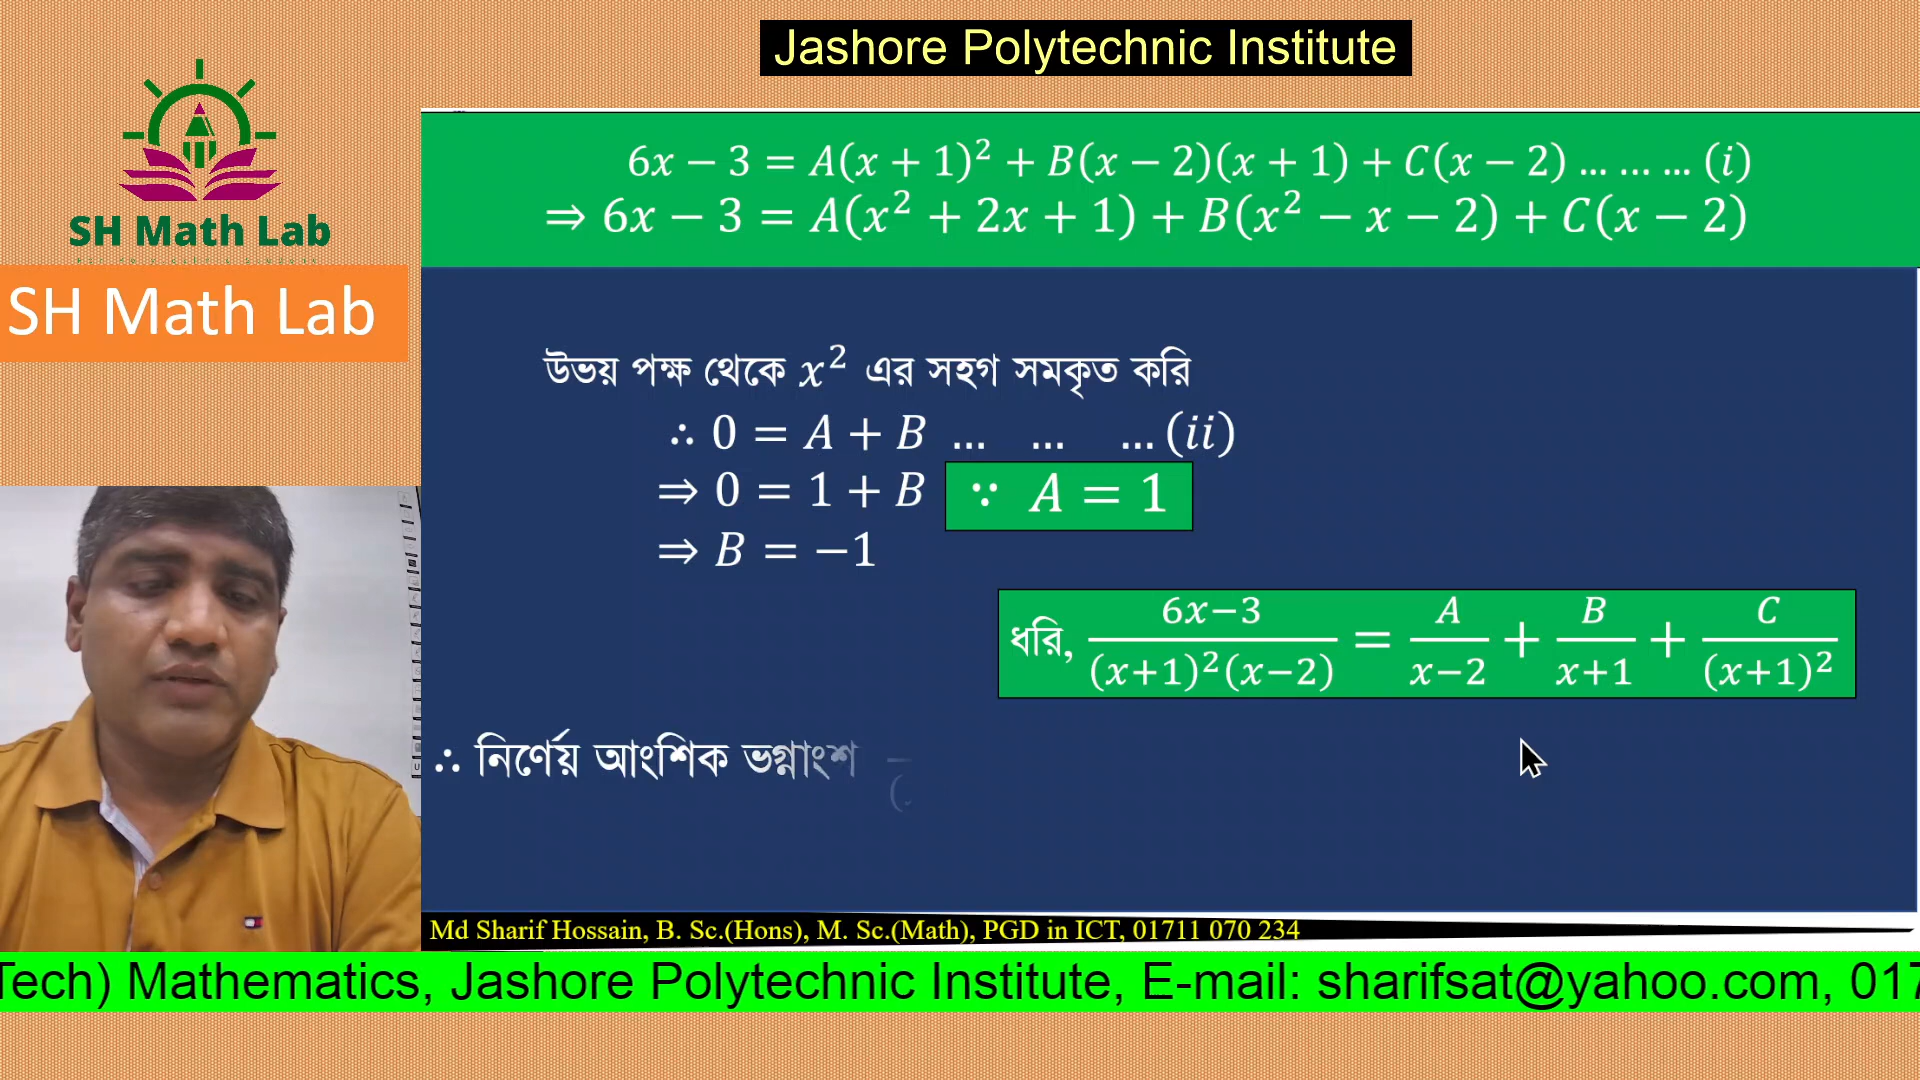 Jashore Polytechnic Institute
SH Math Lab
SH Math Lab
6x − 3 = A(x + 1)² + B(x − 2)(x + 1) + C(x − 2) ... ... ... (i)
⇒ 6x − 3 = A(x² + 2x + 1) + B(x² − x − 2) + C(x − 2)
উভয় পক্ষ থেকে x² এর সহগ সমকৃত করি
∴ 0 = A + B ... ... ... (ii)
⇒ 0 = 1 + B ∵ A = 1
⇒ B = −1
ধরি, (6x−3)/((x+1)²(x−2)) = A/(x−2) + B/(x+1) + C/(x+1)²
∴ নির্ণেয় আংশিক ভগ্নাংশ
Md Sharif Hossain, B. Sc.(Hons), M. Sc.(Math), PGD in ICT, 01711 070 234
Tech) Mathematics, Jashore Polytechnic Institute, E-mail: sharifsat@yahoo.com, 017